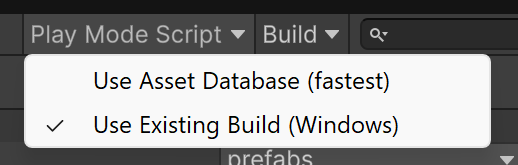 Play Mode Script Build
Use Asset Database (fastest)
Use Existing Build (Windows)
prefabs